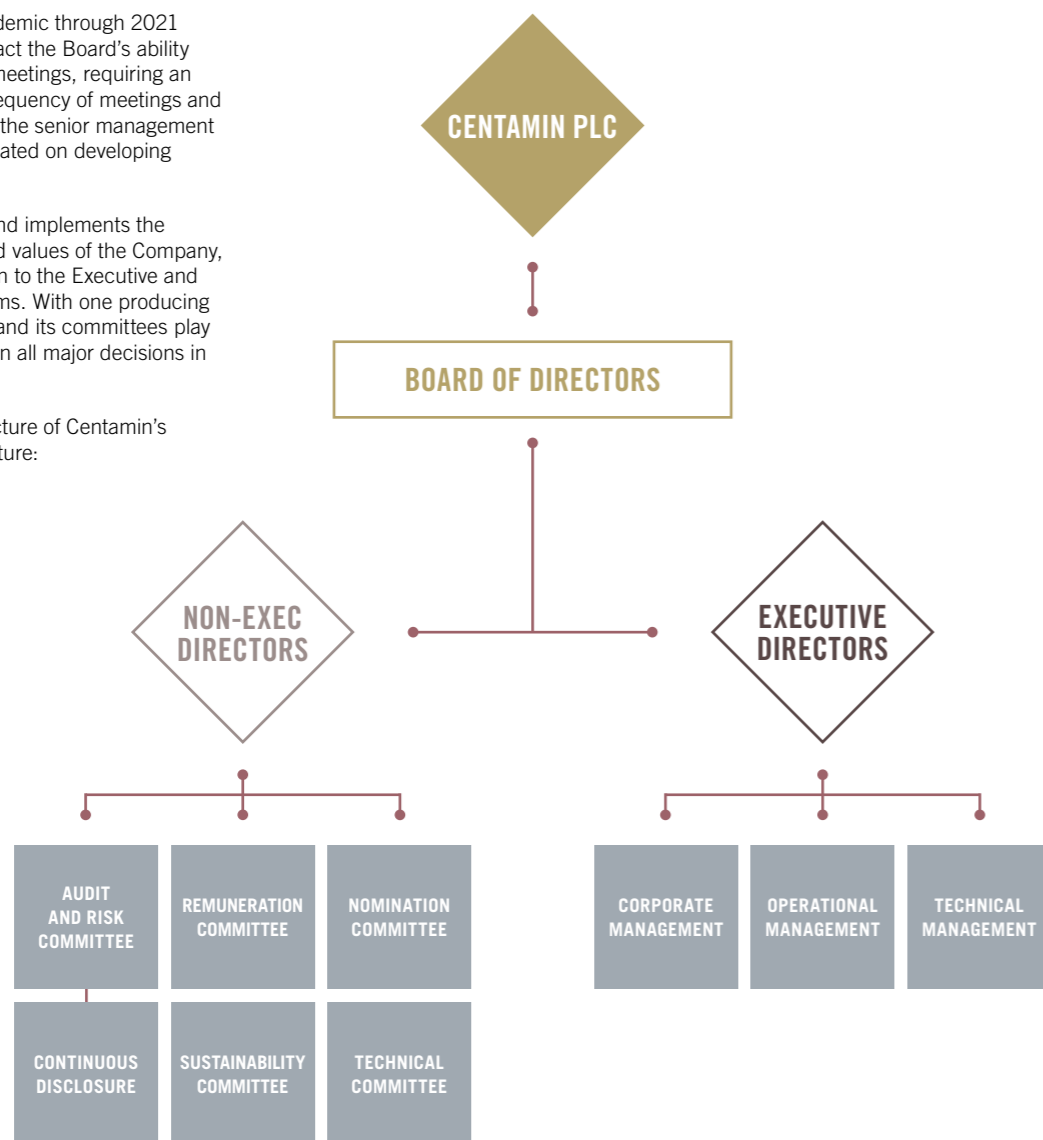 demic through 2021
act the Board's ability
meetings, requiring an
equency of meetings and
the senior management
ated on developing
nd implements the
d values of the Company,
n to the Executive and
ms. With one producing
and its committees play
n all major decisions in
cture of Centamin's
ture:
CENTAMIN PLC
BOARD OF DIRECTORS
NON-EXEC
DIRECTORS
EXECUTIVE
DIRECTORS
AUDIT
AND RISK
COMMITTEE
REMUNERATION
COMMITTEE
NOMINATION
COMMITTEE
CORPORATE
MANAGEMENT
OPERATIONAL
MANAGEMENT
TECHNICAL
MANAGEMENT
CONTINUOUS
DISCLOSURE
SUSTAINABILITY
COMMITTEE
TECHNICAL
COMMITTEE